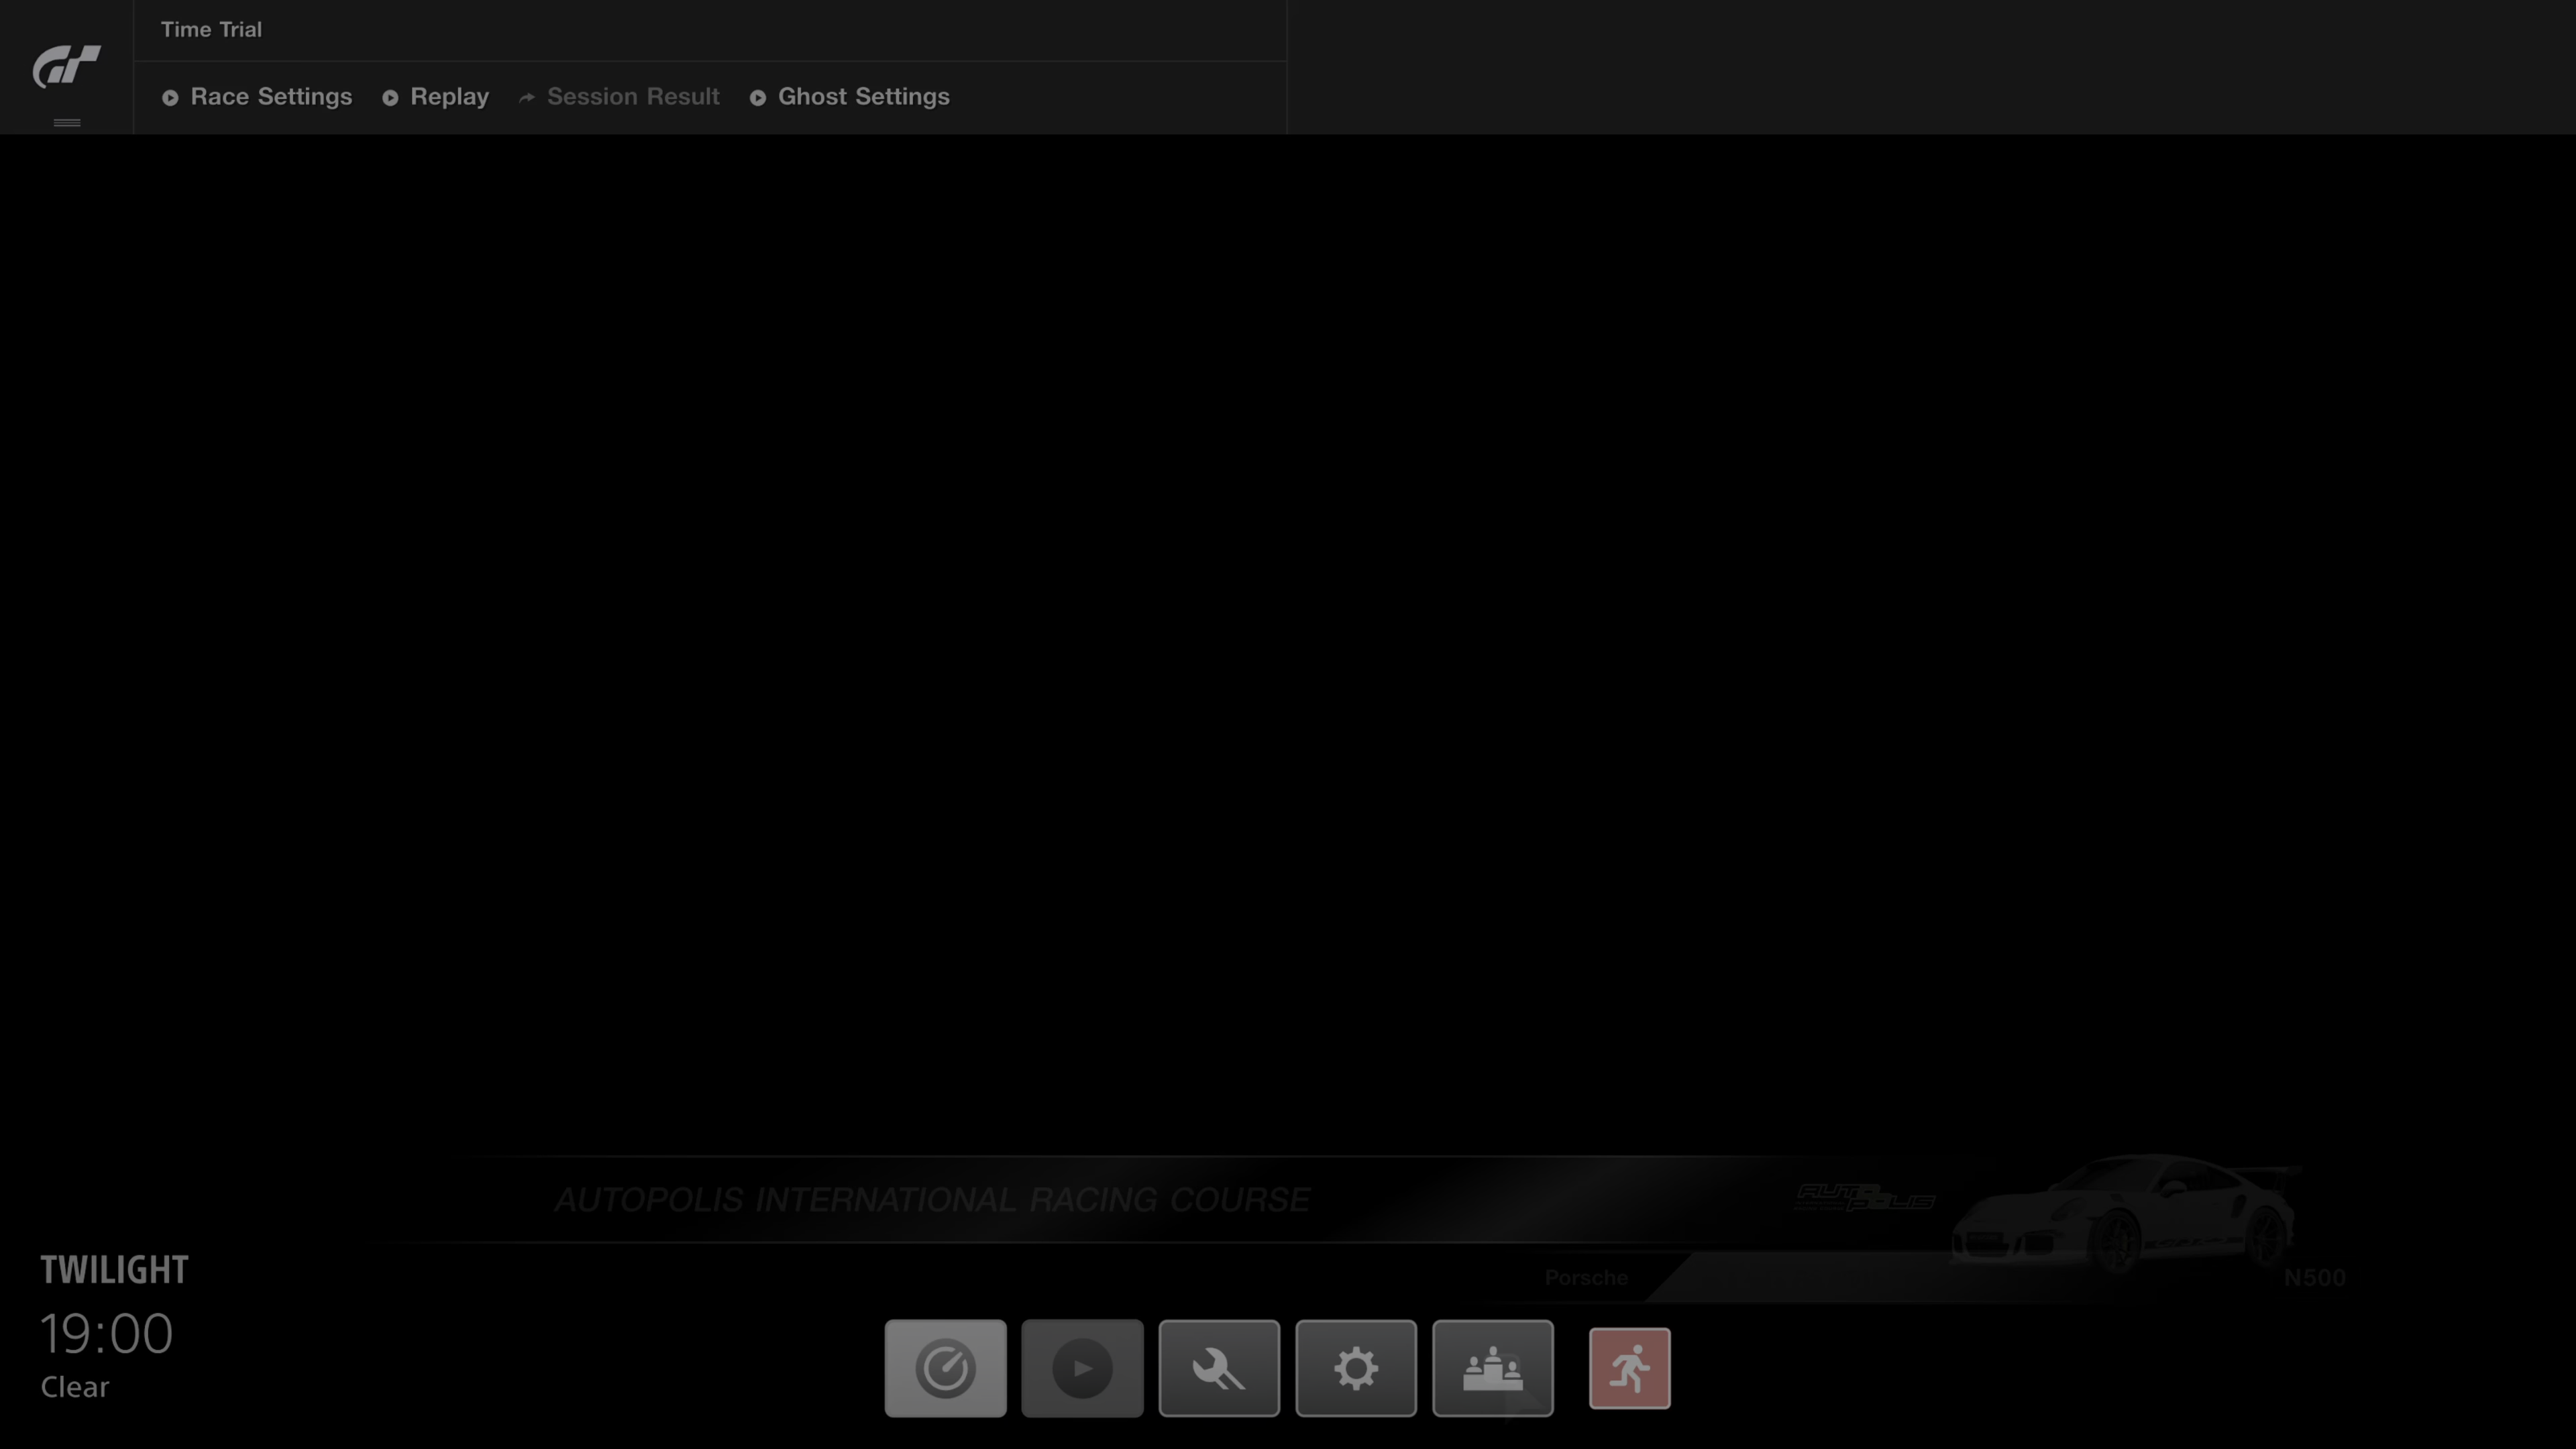 Time Trial
Race Settings Replay Session Result Ghost Settings
AUTOPOLIS INTERNATIONAL RACING COURSE
AUTOPOLIS
TWILIGHT
Porsche N500
19:00
Clear